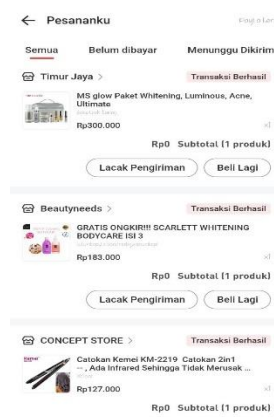 ← Pesananku
Semua Belum dibayar Menunggu Dikirim
Timur Jaya >
Transaksi Berhasil
MS glow Paket Whitening, Luminous, Acne,
Ultimate
Rp300.000
x1
Rp0 Subtotal (1 produk)
Lacak Pengiriman
Beli Lagi
Beautyneeds >
Transaksi Berhasil
GRATIS ONGKIR!!! SCARLETT WHITENING
BODYCARE ISI 3
Rp183.000
x1
Rp0 Subtotal (1 produk)
Lacak Pengiriman
Beli Lagi
CONCEPT STORE >
Transaksi Berhasil
Catokan Kemei KM-2219 Catokan 2in1
-- , Ada Infrared Sehingga Tidak Merusak ...
Rp127.000
x1
Rp0 Subtotal (1 produk)